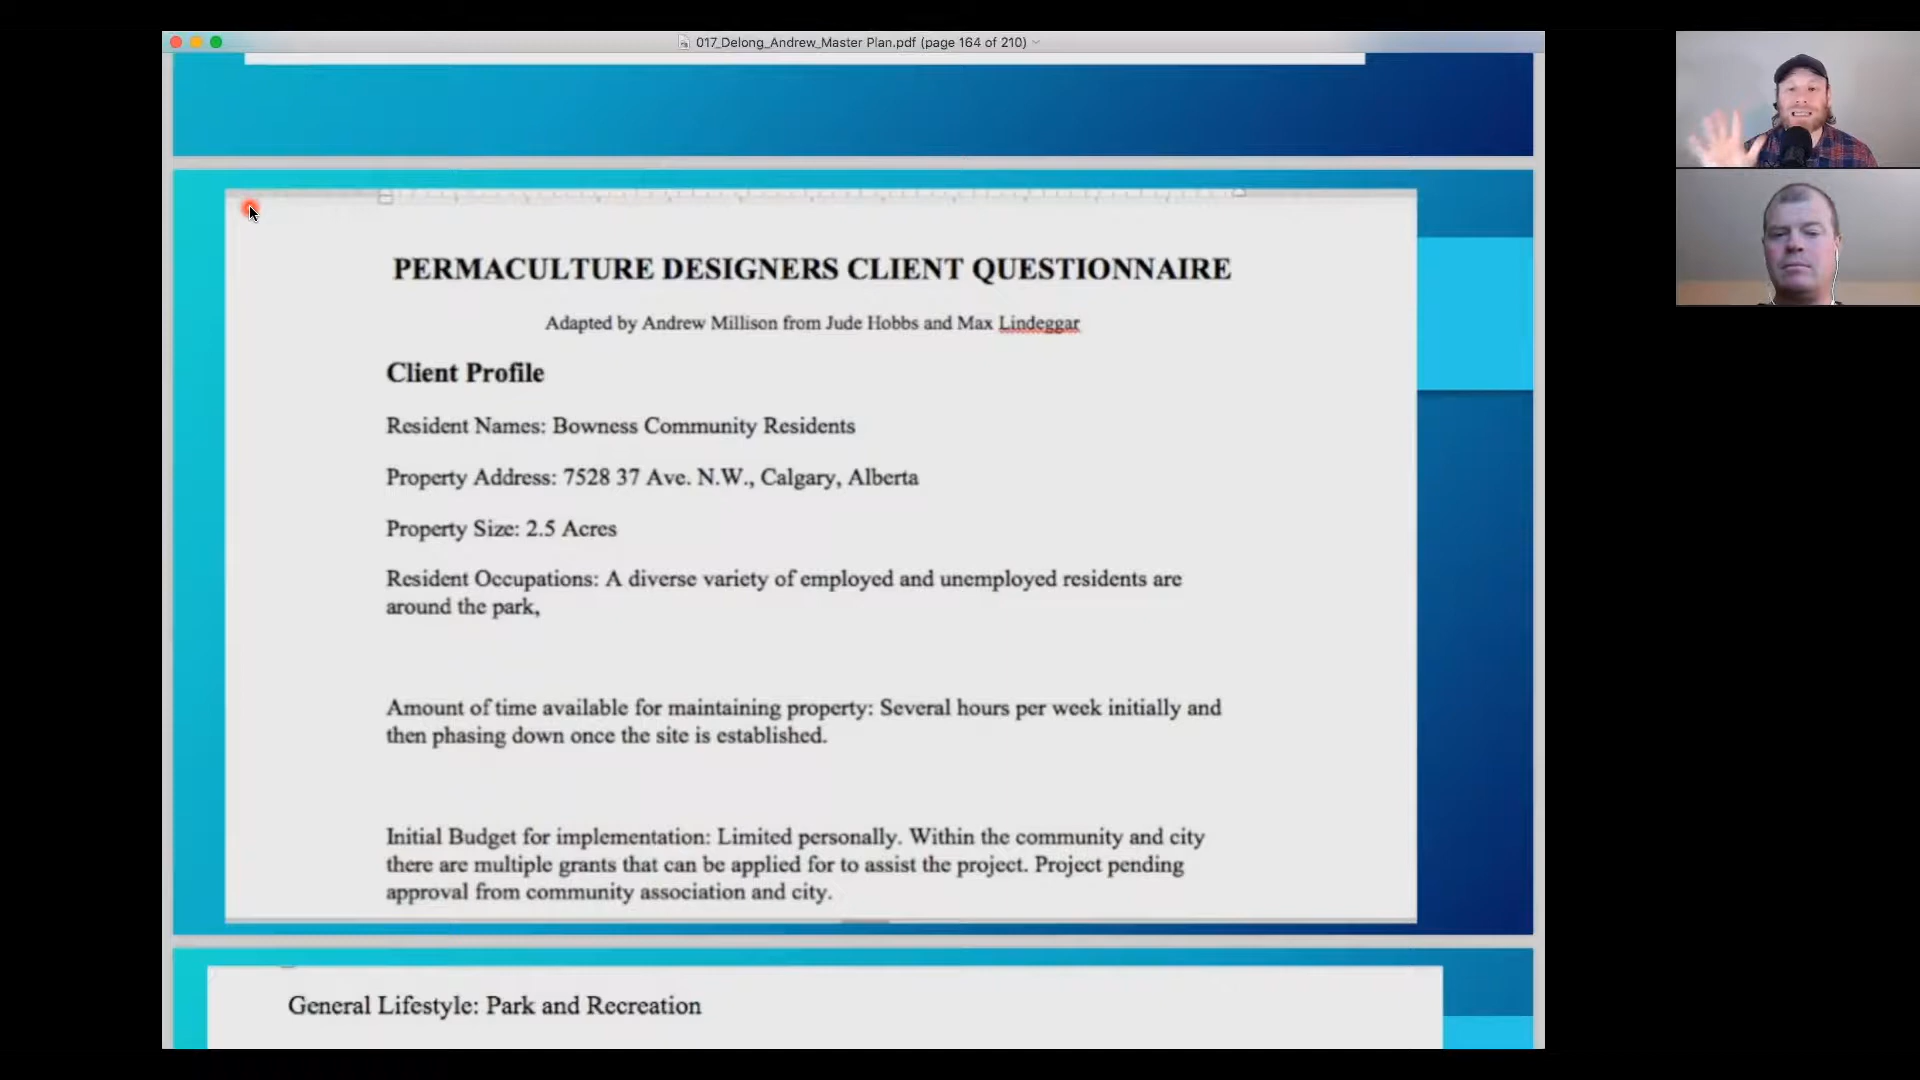 017_Delong_Andrew_Master Plan.pdf (page 164 of 210)
PERMACULTURE DESIGNERS CLIENT QUESTIONNAIRE
Adapted by Andrew Millison from Jude Hobbs and Max Lindeggar
Client Profile
Resident Names: Bowness Community Residents
Property Address: 7528 37 Ave. N.W., Calgary, Alberta
Property Size: 2.5 Acres
Resident Occupations: A diverse variety of employed and unemployed residents are
around the park,
Amount of time available for maintaining property: Several hours per week initially and
then phasing down once the site is established.
Initial Budget for implementation: Limited personally. Within the community and city
there are multiple grants that can be applied for to assist the project. Project pending
approval from community association and city.
General Lifestyle: Park and Recreation